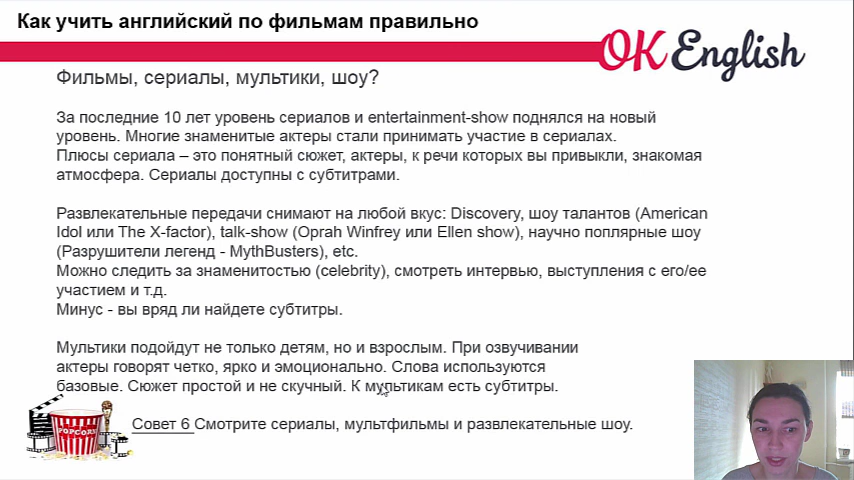 Как учить английский по фильмам правильно
OK English
Фильмы, сериалы, мультики, шоу?
За последние 10 лет уровень сериалов и entertainment-show поднялся на новый
уровень. Многие знаменитые актеры стали принимать участие в сериалах.
Плюсы сериала – это понятный сюжет, актеры, к речи которых вы привыкли, знакомая
атмосфера. Сериалы доступны с субтитрами.
Развлекательные передачи снимают на любой вкус: Discovery, шоу талантов (American
Idol или The X-factor), talk-show (Oprah Winfrey или Ellen show), научно поплярные шоу
(Разрушители легенд - MythBusters), etc.
Можно следить за знаменитостью (celebrity), смотреть интервью, выступления с его/ее
участием и т.д.
Минус - вы вряд ли найдете субтитры.
Мультики подойдут не только детям, но и взрослым. При озвучивании
актеры говорят четко, ярко и эмоционально. Слова используются
базовые. Сюжет простой и не скучный. К мультикам есть субтитры.
POPCORN
Совет 6 Смотрите сериалы, мультфильмы и развлекательные шоу.